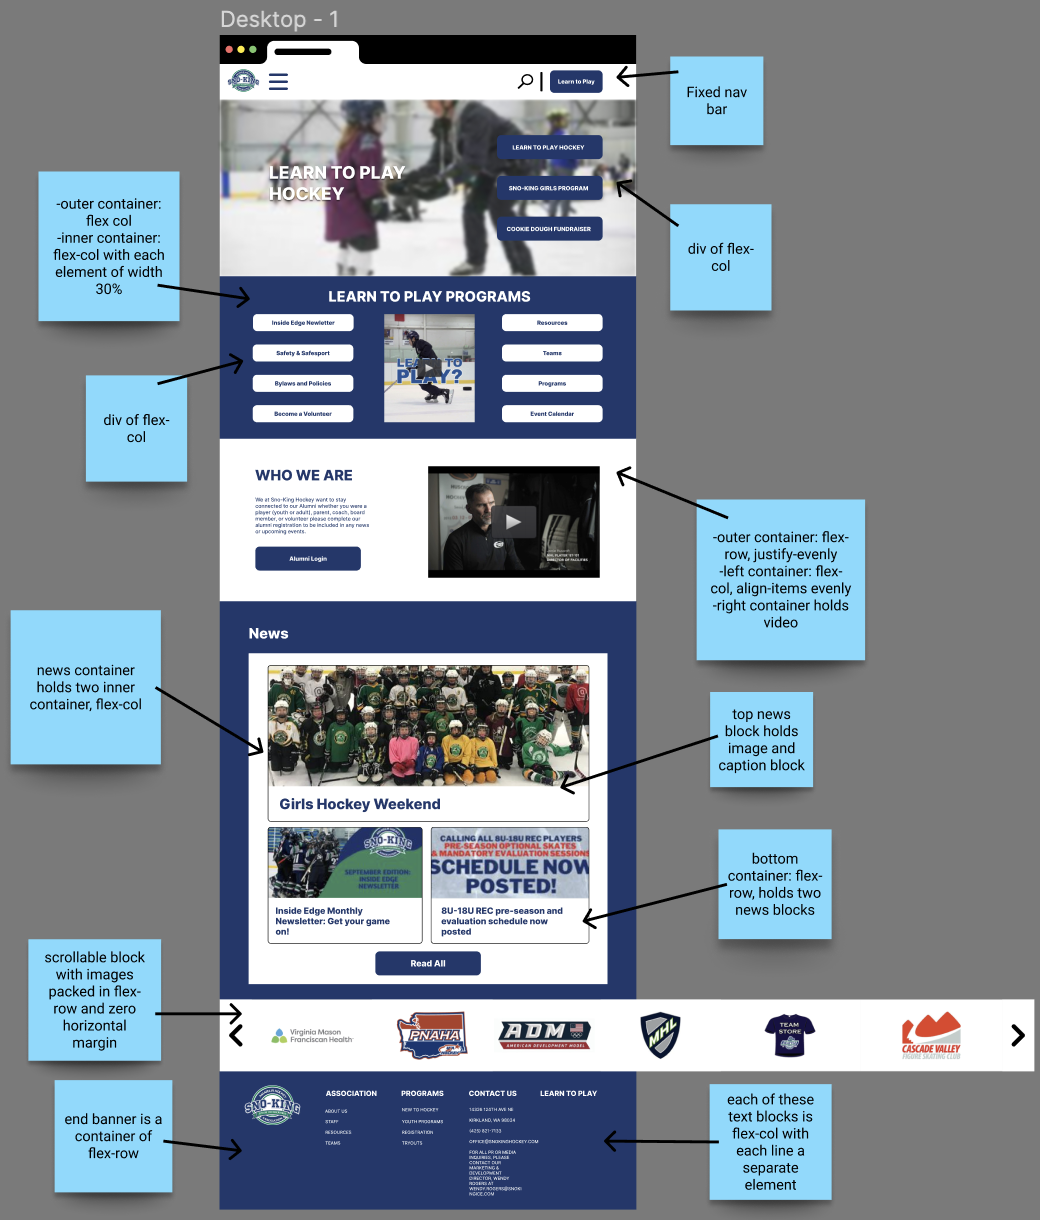 Desktop - 1
SNO-KING
Learn to Play
Fixed nav
bar
LEARN TO PLAY
HOCKEY
LEARN TO PLAY HOCKEY
SNO-KING GIRLS PROGRAM
COOKIE DOUGH FUNDRAISER
-outer container:
flex col
-inner container:
flex-col with each
element of width
30%
div of flex-
col
LEARN TO PLAY PROGRAMS
Inside Edge Newletter
Safety & Safesport
Bylaws and Policies
Become a Volunteer
LEARN TO
PLAY?
Resources
Teams
Programs
Event Calendar
div of flex-
col
WHO WE ARE
We at Sno-King Hockey want to stay
connected to our Alumni whether you were a
player (youth or adult), parent, coach, board
member, or volunteer please complete our
alumni registration to be included in any news
or upcoming events.
Alumni Login
DIRECTOR OF FACILITIES
-outer container: flex-
row, justify-evenly
-left container: flex-
col, align-items evenly
-right container holds
video
News
news container
holds two inner
container, flex-col
Girls Hockey Weekend
top news
block holds
image and
caption block
SNO-KING
SEPTEMBER EDITION:
INSIDE EDGE
NEWSLETTER
Inside Edge Monthly
Newsletter: Get your game
on!
CALLING ALL 8U-18U REC PLAYERS
PRE-SEASON OPTIONAL SKATES
& MANDATORY EVALUATION SESSIONS
SCHEDULE NOW
POSTED!
8U-18U REC pre-season and
evaluation schedule now
posted
bottom
container: flex-
row, holds two
news blocks
Read All
scrollable block
with images
packed in flex-
row and zero
horizontal
margin
Virginia Mason
Franciscan Health
PNAHA
ADM
AMERICAN DEVELOPMENT MODEL
MHL
TEAM
STORE
CASCADE VALLEY
FIGURE SKATING CLUB
end banner is a
container of
flex-row
SNO-KING
ASSOCIATION
ABOUT US
STAFF
RESOURCES
TEAMS
PROGRAMS
NEW TO HOCKEY
YOUTH PROGRAMS
REGISTRATION
TRYOUTS
CONTACT US
14326 124TH AVE NE
KIRKLAND, WA 98034
(425) 821-7133
OFFICE@SNOKINGHOCKEY.COM
FOR ALL PR OR MEDIA
INQUIRIES, PLEASE
CONTACT OUR
MARKETING &
DEVELOPMENT
DIRECTOR, WENDY
ROGERS AT
WENDY.ROGERS@SNOKI
NGICE.COM
LEARN TO PLAY
each of these
text blocks is
flex-col with
each line a
separate
element